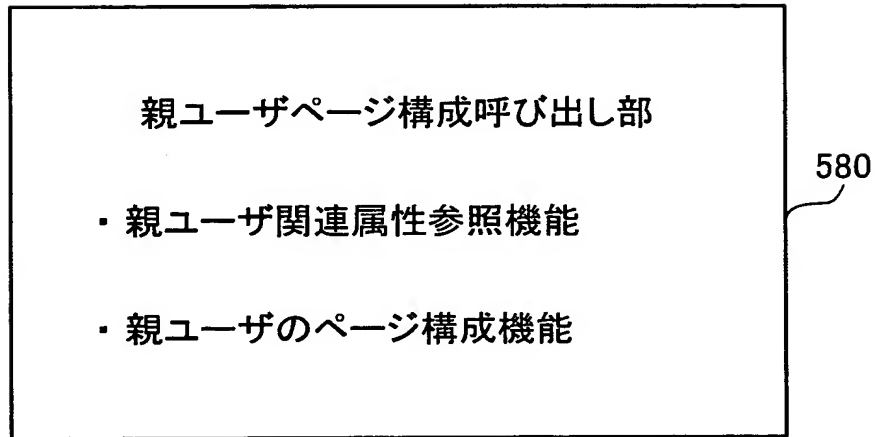 親ユーザページ構成呼び出し部
580
・親ユーザ関連属性参照機能
・親ユーザのページ構成機能